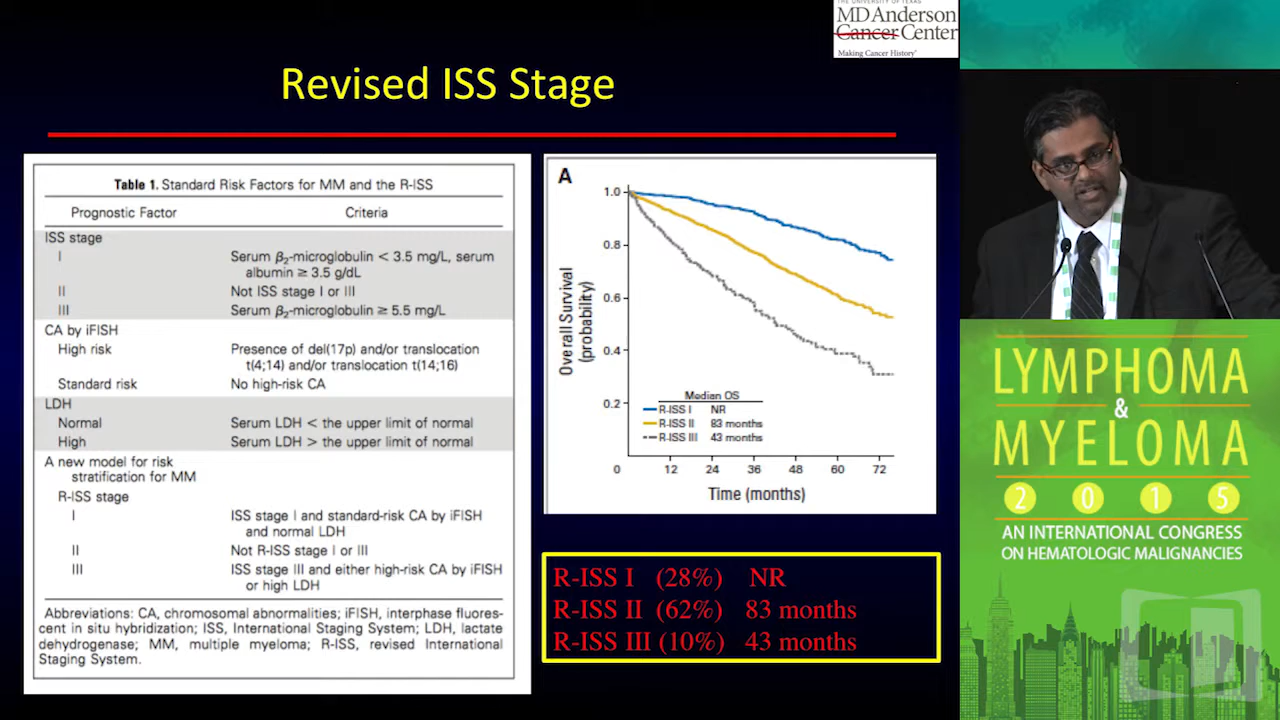 THE UNIVERSITY OF TEXAS
MD Anderson
Cancer Center
Making Cancer History®
Revised ISS Stage
Table 1. Standard Risk Factors for MM and the R-ISS
Prognostic Factor Criteria
ISS stage
I Serum β2-microglobulin < 3.5 mg/L, serum
albumin ≥ 3.5 g/dL
II Not ISS stage I or III
III Serum β2-microglobulin ≥ 5.5 mg/L
CA by iFISH
High risk Presence of del(17p) and/or translocation
t(4;14) and/or translocation t(14;16)
Standard risk No high-risk CA
LDH
Normal Serum LDH < the upper limit of normal
High Serum LDH > the upper limit of normal
A new model for risk
stratification for MM
R-ISS stage
I ISS stage I and standard-risk CA by iFISH
and normal LDH
II Not R-ISS stage I or III
III ISS stage III and either high-risk CA by iFISH
or high LDH
Abbreviations: CA, chromosomal abnormalities; iFISH, interphase fluores-
cent in situ hybridization; ISS, International Staging System; LDH, lactate
dehydrogenase; MM, multiple myeloma; R-ISS, revised International
Staging System.
A
Overall Survival
(probability)
1.0
0.8
0.6
0.4
0.2
Median OS
R-ISS I NR
R-ISS II 83 months
R-ISS III 43 months
0 12 24 36 48 60 72
Time (months)
R-ISS I (28%) NR
R-ISS II (62%) 83 months
R-ISS III (10%) 43 months
LYMPHOMA
&
MYELOMA
2015
AN INTERNATIONAL CONGRESS
ON HEMATOLOGIC MALIGNANCIES